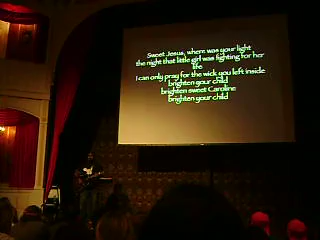 Sweet Jesus, where was your light
the night that little girl was fighting for her
life
I can only pray for the wick you left inside
brighten your child
brighten sweet Caroline
brighten your child